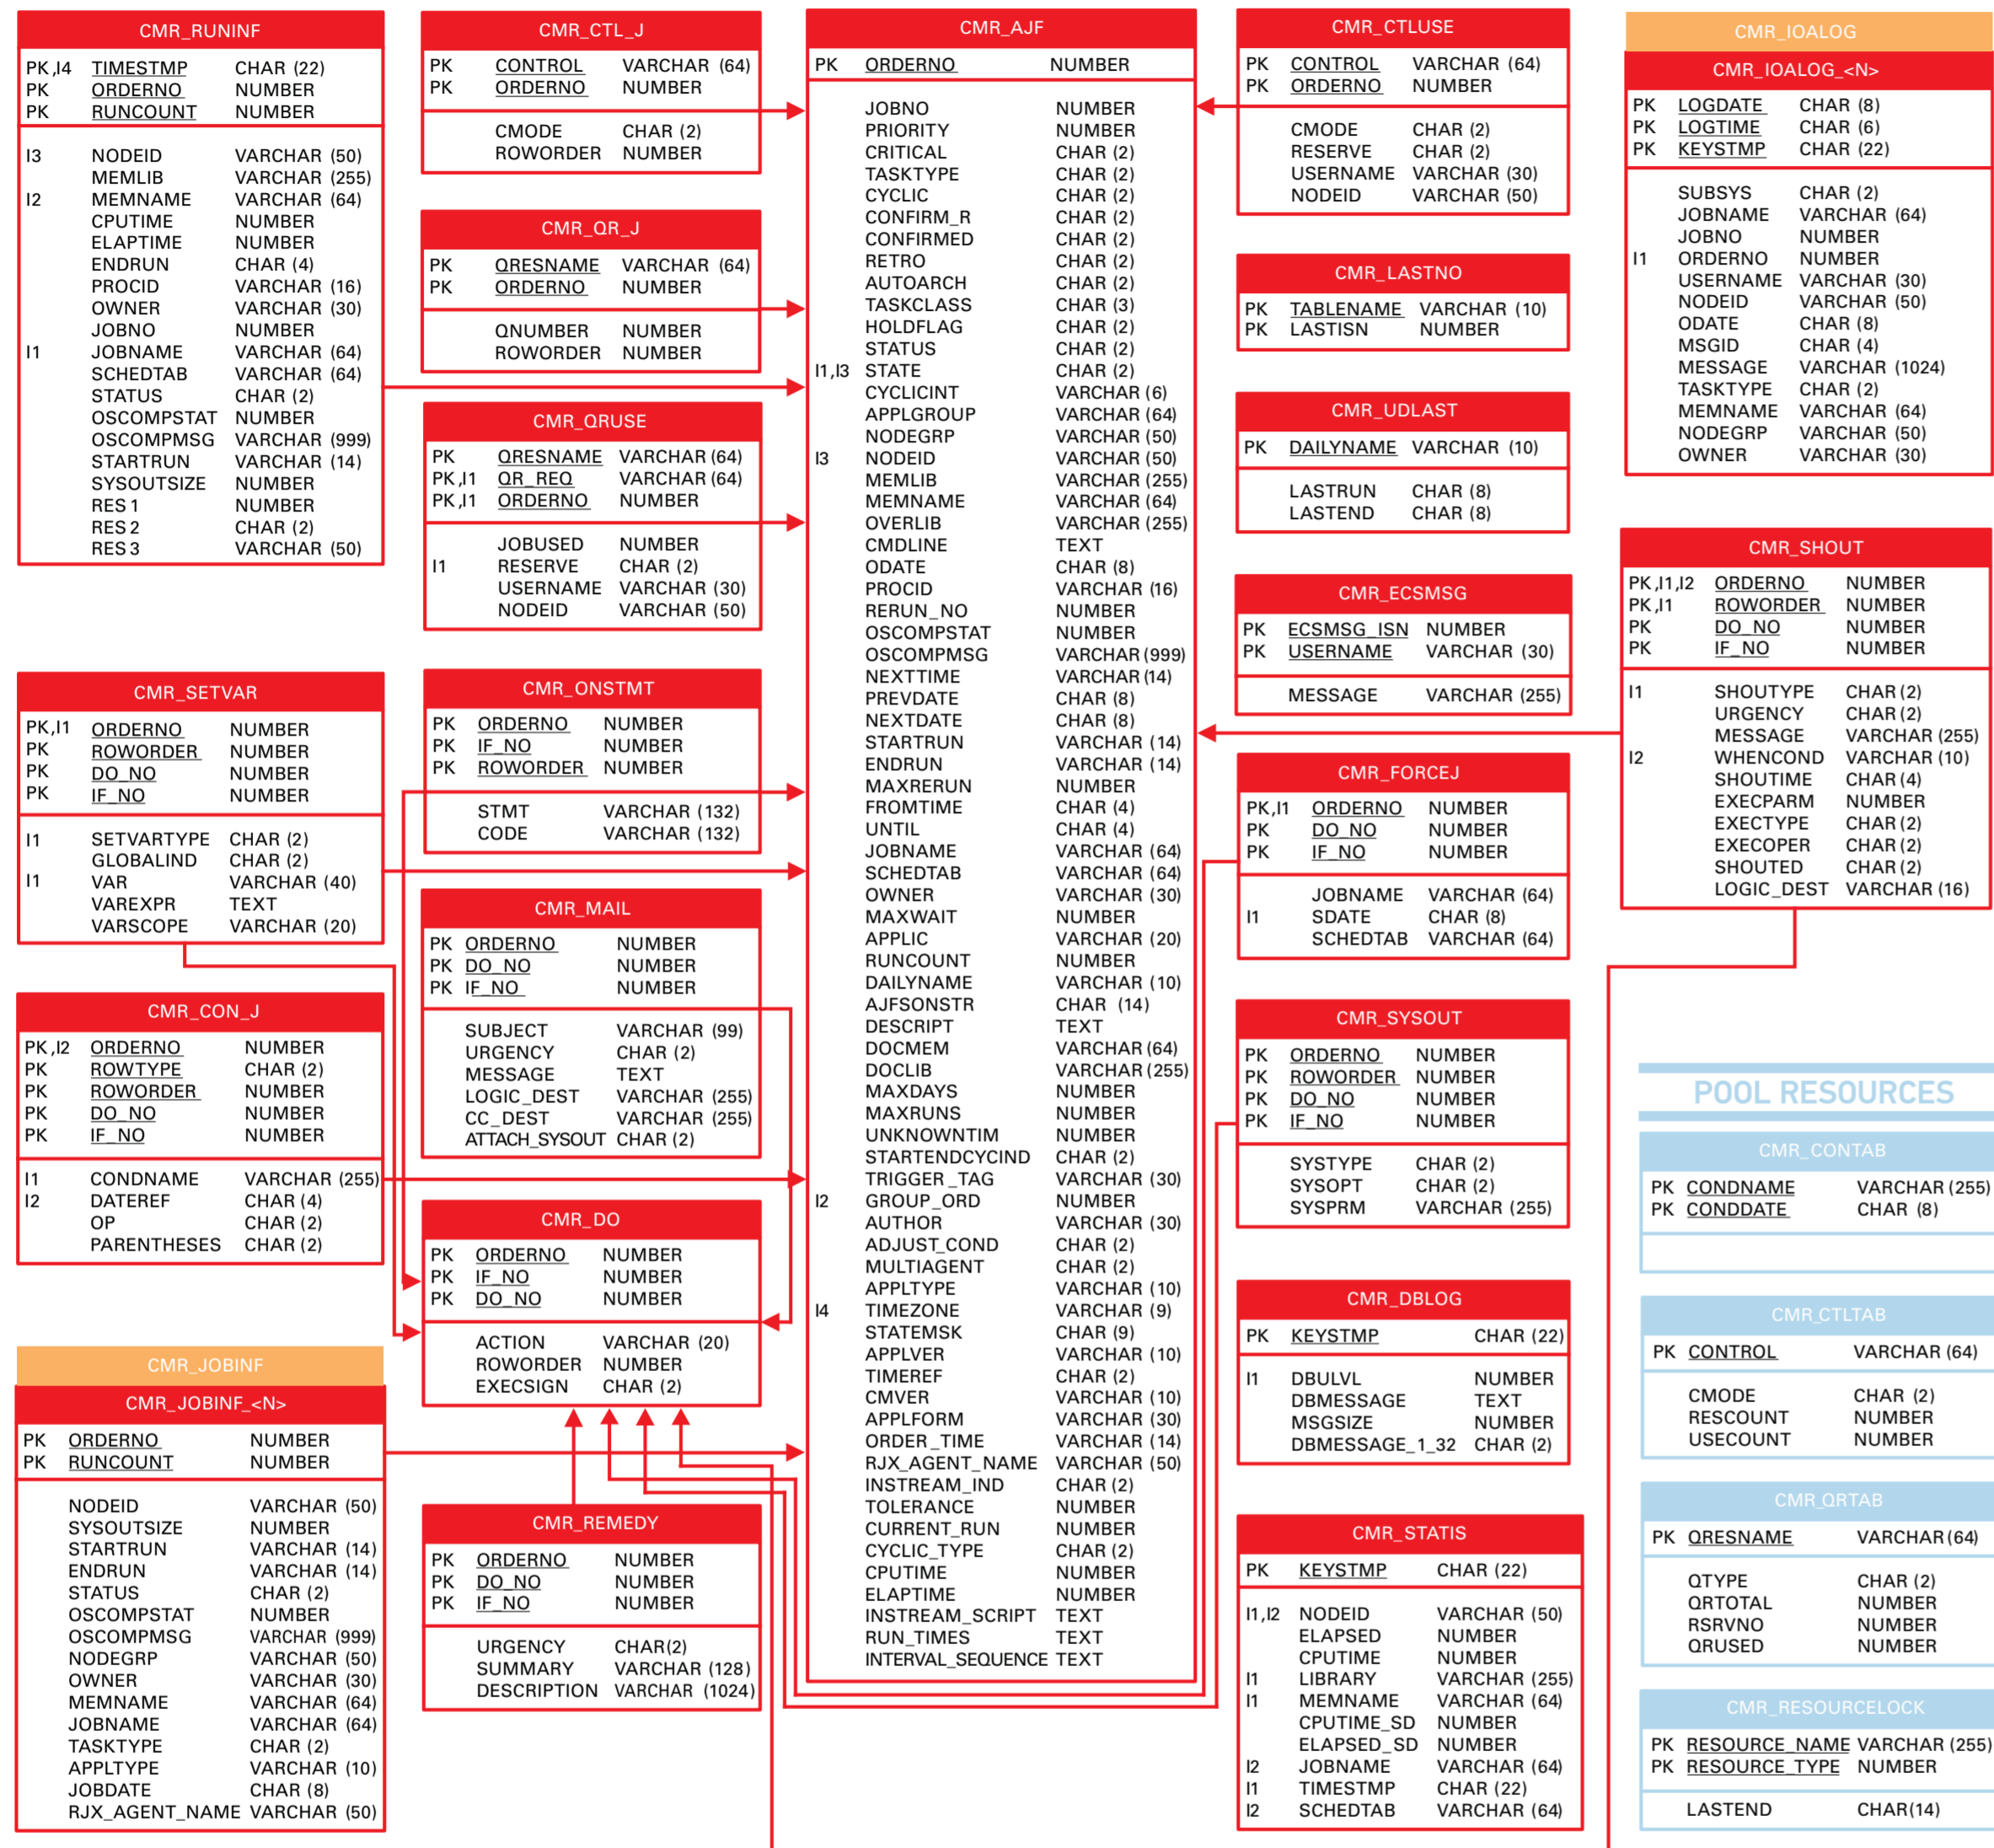 CMR_RUNINF
PK,I4 TIMESTMP CHAR (22)
PK ORDERNO NUMBER
PK RUNCOUNT NUMBER
I3 NODEID VARCHAR (50)
MEMLIB VARCHAR (255)
I2 MEMNAME VARCHAR (64)
CPUTIME NUMBER
ELAPTIME NUMBER
ENDRUN CHAR (4)
PROCID VARCHAR (16)
OWNER VARCHAR (30)
JOBNO NUMBER
I1 JOBNAME VARCHAR (64)
SCHEDTAB VARCHAR (64)
STATUS CHAR (2)
OSCOMPSTAT NUMBER
OSCOMPMSG VARCHAR (999)
STARTRUN VARCHAR (14)
SYSOUTSIZE NUMBER
RES 1 NUMBER
RES 2 CHAR (2)
RES 3 VARCHAR (50)
CMR_SETVAR
PK,I1 ORDERNO NUMBER
PK ROWORDER NUMBER
PK DO_NO NUMBER
PK IF_NO NUMBER
I1 SETVARTYPE CHAR (2)
GLOBALIND CHAR (2)
I1 VAR VARCHAR (40)
VAREXPR TEXT
VARSCOPE VARCHAR (20)
CMR_CON_J
PK,I2 ORDERNO NUMBER
PK ROWTYPE CHAR (2)
PK ROWORDER NUMBER
PK DO_NO NUMBER
PK IF_NO NUMBER
I1 CONDNAME VARCHAR (255)
I2 DATEREF CHAR (4)
OP CHAR (2)
PARENTHESES CHAR (2)
CMR_JOBINF
CMR_JOBINF_<N>
PK ORDERNO NUMBER
PK RUNCOUNT NUMBER
NODEID VARCHAR (50)
SYSOUTSIZE NUMBER
STARTRUN VARCHAR (14)
ENDRUN VARCHAR (14)
STATUS CHAR (2)
OSCOMPSTAT NUMBER
OSCOMPMSG VARCHAR (999)
NODEGRP VARCHAR (50)
OWNER VARCHAR (30)
MEMNAME VARCHAR (64)
JOBNAME VARCHAR (64)
TASKTYPE CHAR (2)
APPLTYPE VARCHAR (10)
JOBDATE CHAR (8)
RJX_AGENT_NAME VARCHAR (50)
CMR_CTL_J
PK CONTROL VARCHAR (64)
PK ORDERNO NUMBER
CMODE CHAR (2)
ROWORDER NUMBER
CMR_QR_J
PK QRESNAME VARCHAR (64)
PK ORDERNO NUMBER
QNUMBER NUMBER
ROWORDER NUMBER
CMR_QRUSE
PK QRESNAME VARCHAR (64)
PK,I1 QR_REQ VARCHAR (64)
PK,I1 ORDERNO NUMBER
JOBUSED NUMBER
I1 RESERVE CHAR (2)
USERNAME VARCHAR (30)
NODEID VARCHAR (50)
CMR_ONSTMT
PK ORDERNO NUMBER
PK IF_NO NUMBER
PK ROWORDER NUMBER
STMT VARCHAR (132)
CODE VARCHAR (132)
CMR_MAIL
PK ORDERNO NUMBER
PK DO_NO NUMBER
PK IF_NO NUMBER
SUBJECT VARCHAR (99)
URGENCY CHAR (2)
MESSAGE TEXT
LOGIC_DEST VARCHAR (255)
CC_DEST VARCHAR (255)
ATTACH_SYSOUT CHAR (2)
CMR_DO
PK ORDERNO NUMBER
PK IF_NO NUMBER
PK DO_NO NUMBER
ACTION VARCHAR (20)
ROWORDER NUMBER
EXECSIGN CHAR (2)
CMR_REMEDY
PK ORDERNO NUMBER
PK DO_NO NUMBER
PK IF_NO NUMBER
URGENCY CHAR(2)
SUMMARY VARCHAR (128)
DESCRIPTION VARCHAR (1024)
CMR_AJF
PK ORDERNO NUMBER
JOBNO NUMBER
PRIORITY NUMBER
CRITICAL CHAR (2)
TASKTYPE CHAR (2)
CYCLIC CHAR (2)
CONFIRM_R CHAR (2)
CONFIRMED CHAR (2)
RETRO CHAR (2)
AUTOARCH CHAR (2)
TASKCLASS CHAR (3)
HOLDFLAG CHAR (2)
STATUS CHAR (2)
I1,I3 STATE CHAR (2)
CYCLICINT VARCHAR (6)
APPLGROUP VARCHAR (64)
NODEGRP VARCHAR (50)
I3 NODEID VARCHAR (50)
MEMLIB VARCHAR (255)
MEMNAME VARCHAR (64)
OVERLIB VARCHAR (255)
CMDLINE TEXT
ODATE CHAR (8)
PROCID VARCHAR (16)
RERUN_NO NUMBER
OSCOMPSTAT NUMBER
OSCOMPMSG VARCHAR (999)
NEXTTIME VARCHAR (14)
PREVDATE CHAR (8)
NEXTDATE CHAR (8)
STARTRUN VARCHAR (14)
ENDRUN VARCHAR (14)
MAXRERUN NUMBER
FROMTIME CHAR (4)
UNTIL CHAR (4)
JOBNAME VARCHAR (64)
SCHEDTAB VARCHAR (64)
OWNER VARCHAR (30)
MAXWAIT NUMBER
APPLIC VARCHAR (20)
RUNCOUNT NUMBER
DAILYNAME VARCHAR (10)
AJFSONSTR CHAR (14)
DESCRIPT TEXT
DOCMEM VARCHAR (64)
DOCLIB VARCHAR (255)
MAXDAYS NUMBER
MAXRUNS NUMBER
UNKNOWNTIM NUMBER
STARTENDCYCIND CHAR (2)
TRIGGER_TAG VARCHAR (30)
I2 GROUP_ORD NUMBER
AUTHOR VARCHAR (30)
ADJUST_COND CHAR (2)
MULTIAGENT CHAR (2)
APPLTYPE VARCHAR (10)
I4 TIMEZONE VARCHAR (9)
STATEMSK CHAR (9)
APPLVER VARCHAR (10)
TIMEREF CHAR (2)
CMVER VARCHAR (10)
APPLFORM VARCHAR (30)
ORDER_TIME VARCHAR (14)
RJX_AGENT_NAME VARCHAR (50)
INSTREAM_IND CHAR (2)
TOLERANCE NUMBER
CURRENT_RUN NUMBER
CYCLIC_TYPE CHAR (2)
CPUTIME NUMBER
ELAPTIME NUMBER
INSTREAM_SCRIPT TEXT
RUN_TIMES TEXT
INTERVAL_SEQUENCE TEXT
CMR_CTLUSE
PK CONTROL VARCHAR (64)
PK ORDERNO NUMBER
CMODE CHAR (2)
RESERVE CHAR (2)
USERNAME VARCHAR (30)
NODEID VARCHAR (50)
CMR_LASTNO
PK TABLENAME VARCHAR (10)
PK LASTISN NUMBER
CMR_UDLAST
PK DAILYNAME VARCHAR (10)
LASTRUN CHAR (8)
LASTEND CHAR (8)
CMR_ECSMSG
PK ECSMSG_ISN NUMBER
PK USERNAME VARCHAR (30)
MESSAGE VARCHAR (255)
CMR_FORCEJ
PK,I1 ORDERNO NUMBER
PK DO_NO NUMBER
PK IF_NO NUMBER
JOBNAME VARCHAR (64)
I1 SDATE CHAR (8)
SCHEDTAB VARCHAR (64)
CMR_SYSOUT
PK ORDERNO NUMBER
PK ROWORDER NUMBER
PK DO_NO NUMBER
PK IF_NO NUMBER
SYSTYPE CHAR (2)
SYSOPT CHAR (2)
SYSPRM VARCHAR (255)
CMR_DBLOG
PK KEYSTMP CHAR (22)
I1 DBULVL NUMBER
DBMESSAGE TEXT
MSGSIZE NUMBER
DBMESSAGE_1_32 CHAR (2)
CMR_STATIS
PK KEYSTMP CHAR (22)
I1,I2 NODEID VARCHAR (50)
ELAPSED NUMBER
CPUTIME NUMBER
I1 LIBRARY VARCHAR (255)
I1 MEMNAME VARCHAR (64)
CPUTIME_SD NUMBER
ELAPSED_SD NUMBER
I2 JOBNAME VARCHAR (64)
I1 TIMESTMP CHAR (22)
I2 SCHEDTAB VARCHAR (64)
CMR_IOALOG
CMR_IOALOG_<N>
PK LOGDATE CHAR (8)
PK LOGTIME CHAR (6)
PK KEYSTMP CHAR (22)
SUBSYS CHAR (2)
JOBNAME VARCHAR (64)
JOBNO NUMBER
I1 ORDERNO NUMBER
USERNAME VARCHAR (30)
NODEID VARCHAR (50)
ODATE CHAR (8)
MSGID CHAR (4)
MESSAGE VARCHAR (1024)
TASKTYPE CHAR (2)
MEMNAME VARCHAR (64)
NODEGRP VARCHAR (50)
OWNER VARCHAR (30)
CMR_SHOUT
PK,I1,I2 ORDERNO NUMBER
PK,I1 ROWORDER NUMBER
PK DO_NO NUMBER
PK IF_NO NUMBER
I1 SHOUTYPE CHAR (2)
URGENCY CHAR (2)
MESSAGE VARCHAR (255)
I2 WHENCOND VARCHAR (10)
SHOUTIME CHAR (4)
EXECPARM NUMBER
EXECTYPE CHAR (2)
EXECOPER CHAR (2)
SHOUTED CHAR (2)
LOGIC_DEST VARCHAR (16)
POOL RESOURCES
CMR_CONTAB
PK CONDNAME VARCHAR (255)
PK CONDDATE CHAR (8)
CMR_CTLTAB
PK CONTROL VARCHAR (64)
CMODE CHAR (2)
RESCOUNT NUMBER
USECOUNT NUMBER
CMR_QRTAB
PK QRESNAME VARCHAR (64)
QTYPE CHAR (2)
QRTOTAL NUMBER
RSRVNO NUMBER
QRUSED NUMBER
CMR_RESOURCELOCK
PK RESOURCE_NAME VARCHAR (255)
PK RESOURCE_TYPE NUMBER
LASTEND CHAR(14)